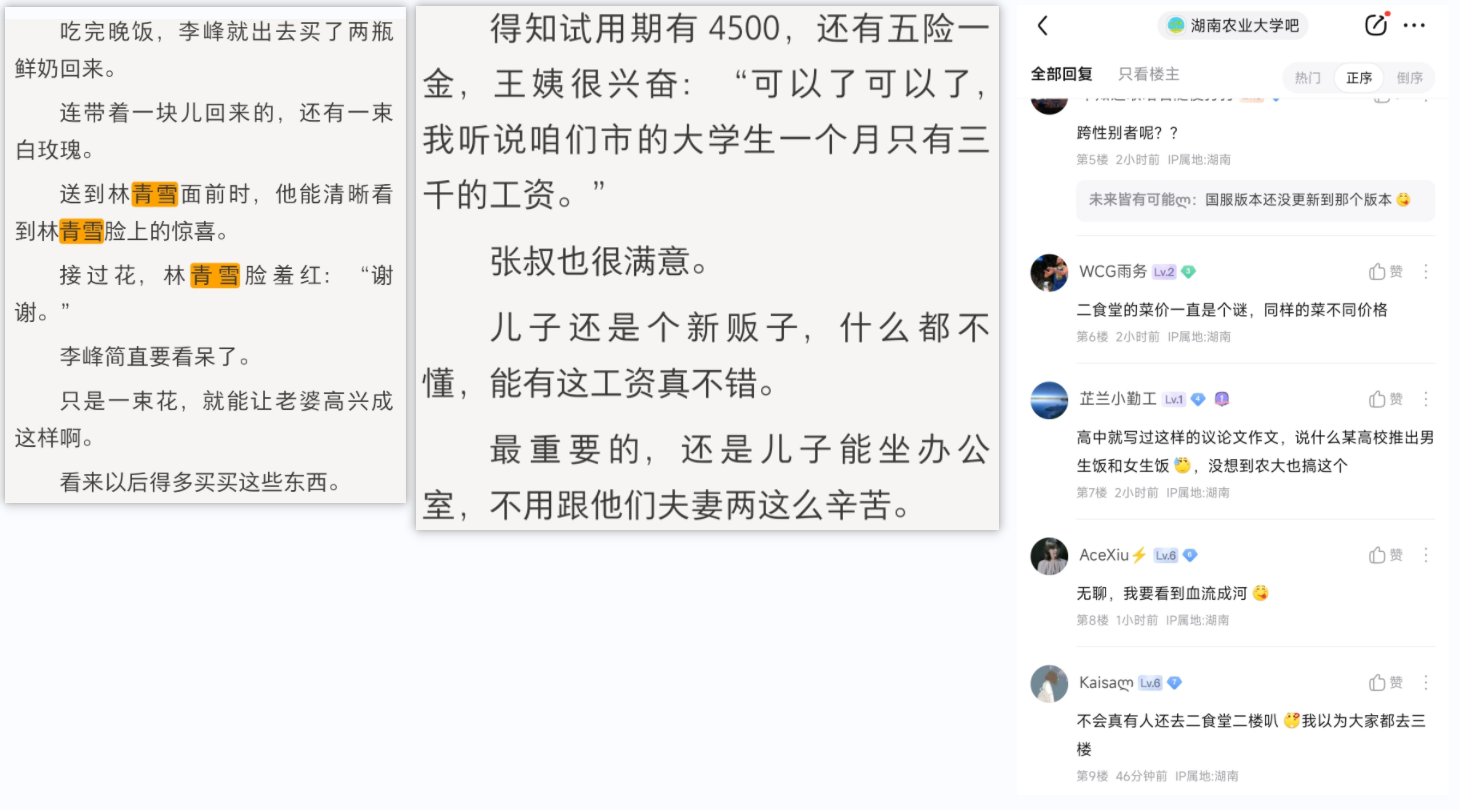 吃完晚饭，李峰就出去买了两瓶
鲜奶回来。
连带着一块儿回来的，还有一束
白玫瑰。
送到林青雪面前时，他能清晰看
到林青雪脸上的惊喜。
接过花，林青雪脸羞红：“谢
谢。”
李峰简直要看呆了。
只是一束花，就能让老婆高兴成
这样啊。
看来以后得多买买这些东西。
得知试用期有 4500，还有五险一
金，王姨很兴奋：“可以了可以了，
我听说咱们市的大学生一个月只有三
千的工资。”
张叔也很满意。
儿子还是个新贩子，什么都不
懂，能有这工资真不错。
最重要的，还是儿子能坐办公
室，不用跟他们夫妻两这么辛苦。
湖南农业大学吧
全部回复 只看楼主 热门 正序 倒序
跨性别者呢？？
第5楼 2小时前 IP属地:湖南
未来皆有可能ლ: 国服版本还没更新到那个版本😋
WCG雨务 Lv.2 3 赞
二食堂的菜价一直是个谜，同样的菜不同价格
第6楼 2小时前 IP属地:湖南
芷兰小勤工 Lv.1 4 1 赞
高中就写过这样的议论文作文，说什么某高校推出男
生饭和女生饭，没想到农大也搞这个
第7楼 2小时前 IP属地:湖南
AceXiu⚡ Lv.6 6 赞
无聊，我要看到血流成河😋
第8楼 1小时前 IP属地:湖南
Kaisaლ Lv.6 7 赞
不会真有人还去二食堂二楼叭 我以为大家都去三
楼
第9楼 46分钟前 IP属地:湖南